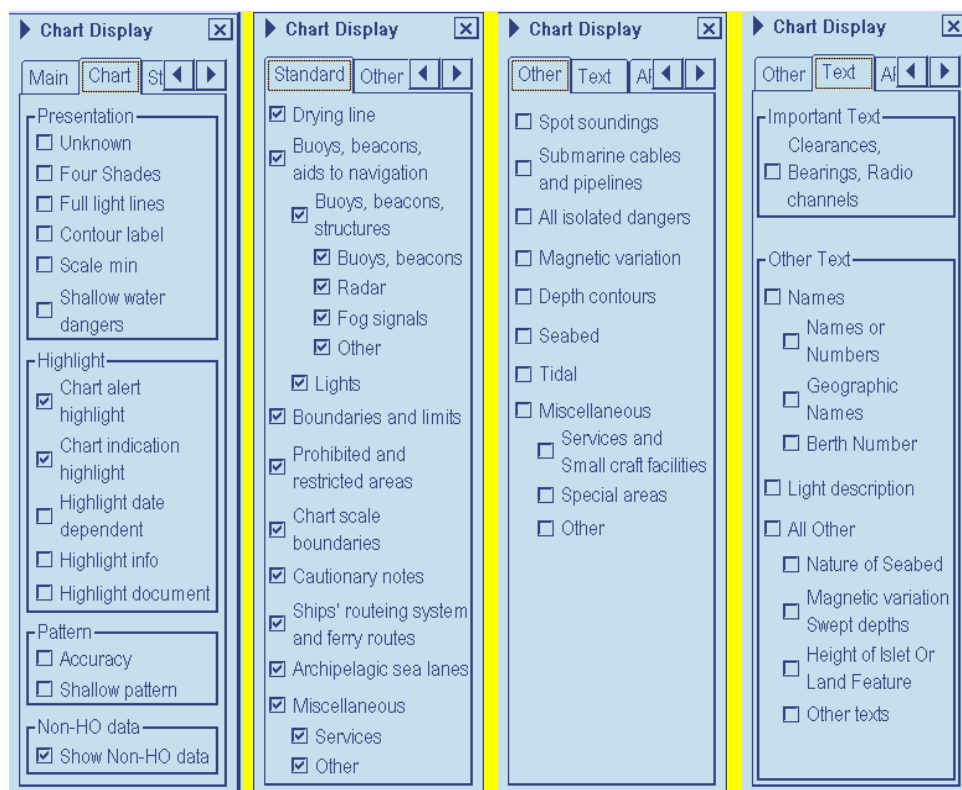 Chart Display
Main Chart St
Presentation
Unknown
Four Shades
Full light lines
Contour label
Scale min
Shallow water
dangers
Highlight
Chart alert
highlight
Chart indication
highlight
Highlight date
dependent
Highlight info
Highlight document
Pattern
Accuracy
Shallow pattern
Non-HO data
Show Non-HO data
Chart Display
Standard Other
Drying line
Buoys, beacons,
aids to navigation
Buoys, beacons,
structures
Buoys, beacons
Radar
Fog signals
Other
Lights
Boundaries and limits
Prohibited and
restricted areas
Chart scale
boundaries
Cautionary notes
Ships' routeing system
and ferry routes
Archipelagic sea lanes
Miscellaneous
Services
Other
Chart Display
Other Text
Spot soundings
Submarine cables
and pipelines
All isolated dangers
Magnetic variation
Depth contours
Seabed
Tidal
Miscellaneous
Services and
Small craft facilities
Special areas
Other
Chart Display
Other Text
Important Text
Clearances,
Bearings, Radio
channels
Other Text
Names
Names or
Numbers
Geographic
Names
Berth Number
Light description
All Other
Nature of Seabed
Magnetic variation
Swept depths
Height of Islet Or
Land Feature
Other texts